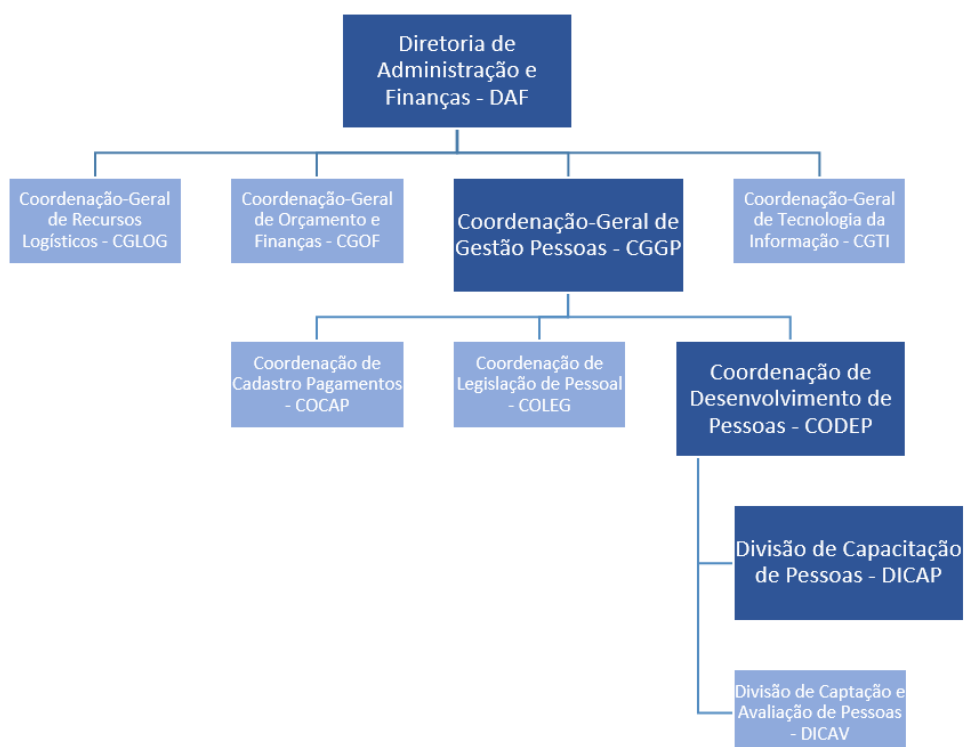 Diretoria de
Administração e
Finanças - DAF
Coordenação-Geral
de Recursos
Logísticos - CGLOG
Coordenação-Geral
de Orçamento e
Finanças - CGOF
Coordenação-Geral de
Gestão Pessoas - CGGP
Coordenação-Geral
de Tecnologia da
Informação - CGTI
Coordenação de
Cadastro Pagamentos
- COCAP
Coordenação de
Legislação de Pessoal
- COLEG
Coordenação de
Desenvolvimento de
Pessoas - CODEP
Divisão de Capacitação
de Pessoas - DICAP
Divisão de Captação e
Avaliação de Pessoas
- DICAV